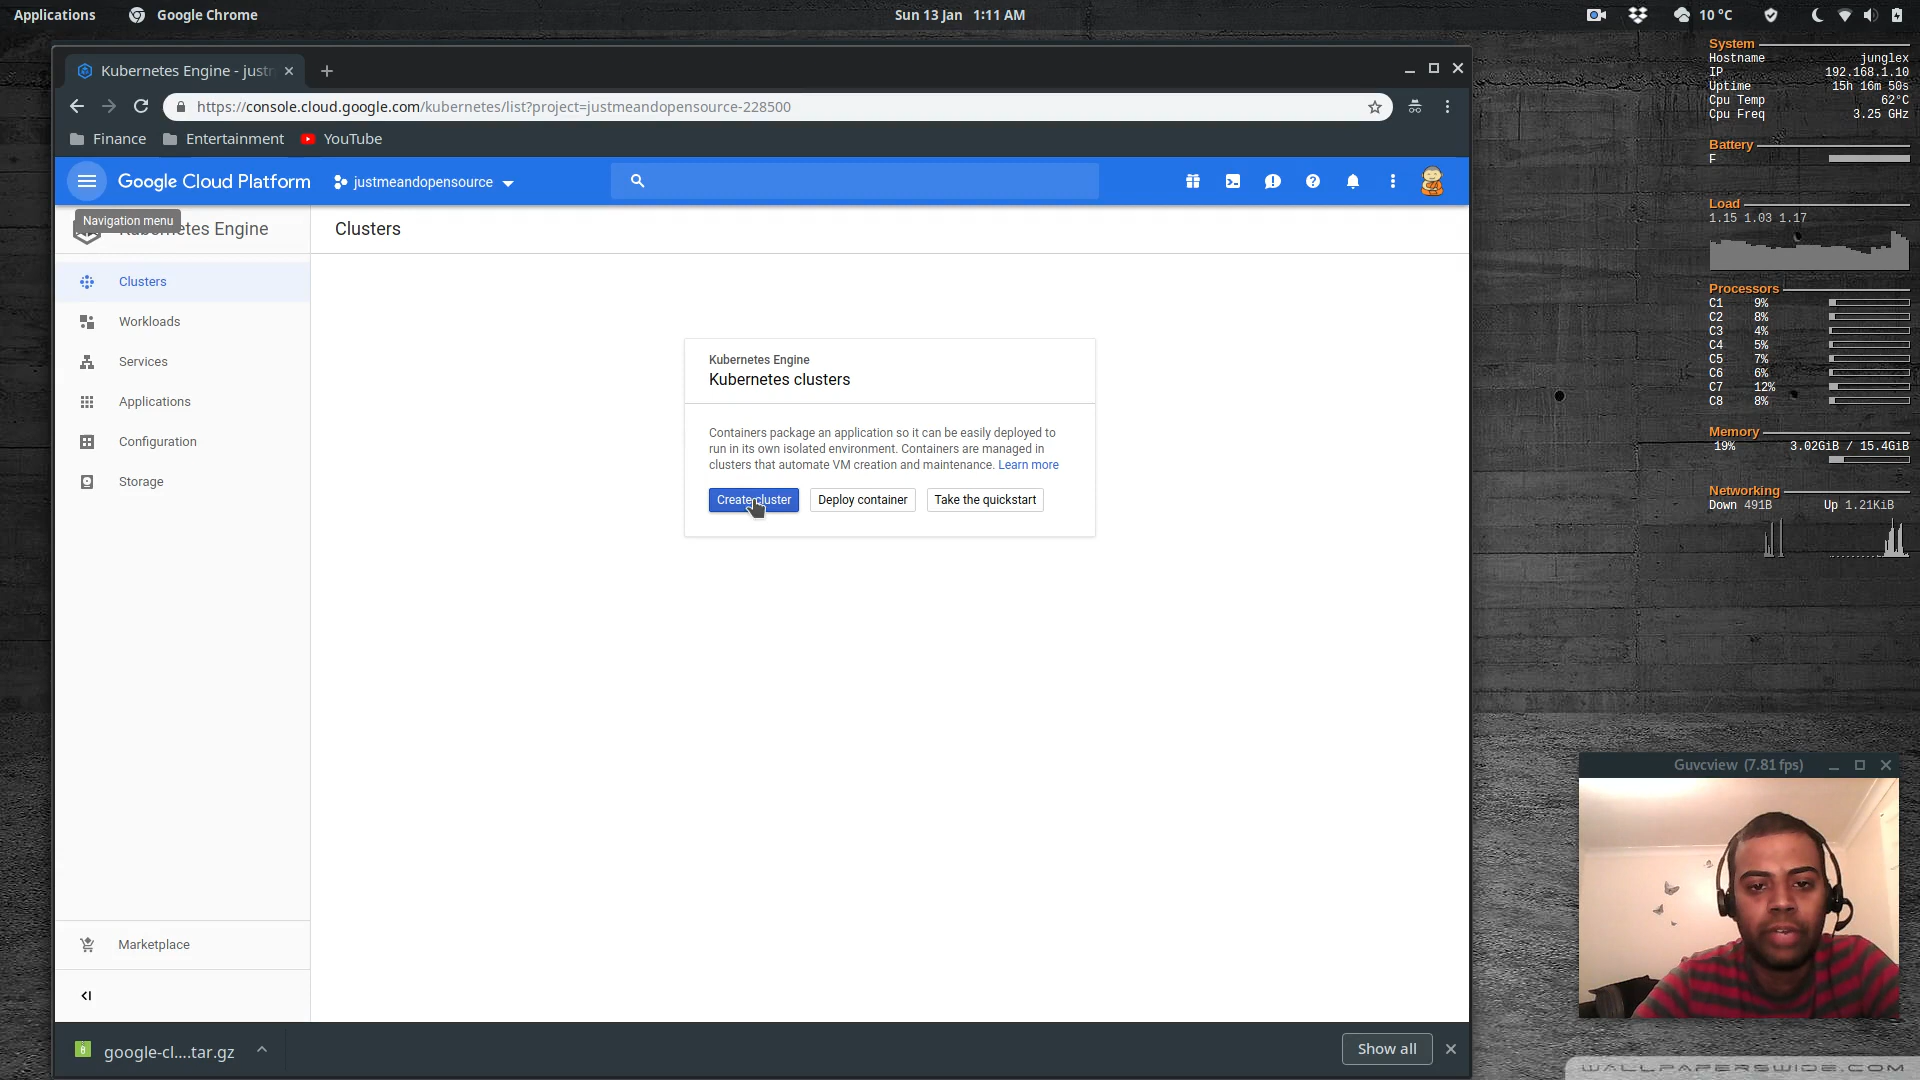 Applications
Google Chrome
Sun 13 Jan 1:11 AM
10 °C
Kubernetes Engine - just
https://console.cloud.google.com/kubernetes/list?project=justmeandopensource-228500
Finance
Entertainment
YouTube
Google Cloud Platform
justmeandopensource
Navigation menu
Kubernetes Engine
Clusters
Clusters
Workloads
Services
Applications
Configuration
Storage
Kubernetes Engine
Kubernetes clusters
Containers package an application so it can be easily deployed to
run in its own isolated environment. Containers are managed in
clusters that automate VM creation and maintenance. Learn more
Create cluster
Deploy container
Take the quickstart
Marketplace
google-cl....tar.gz
Show all
System
Hostname junglex
IP 192.168.1.10
Uptime 15h 16m 50s
Cpu Temp 62°C
Cpu Freq 3.25 GHz
Battery
F
Load
1.15 1.03 1.17
Processors
C1 9%
C2 8%
C3 4%
C4 5%
C5 7%
C6 6%
C7 12%
C8 8%
Memory
19% 3.02GiB / 15.4GiB
Networking
Down 491B Up 1.21KiB
Guvcview (7.81 fps)
WALLPAPERSWIDE.COM